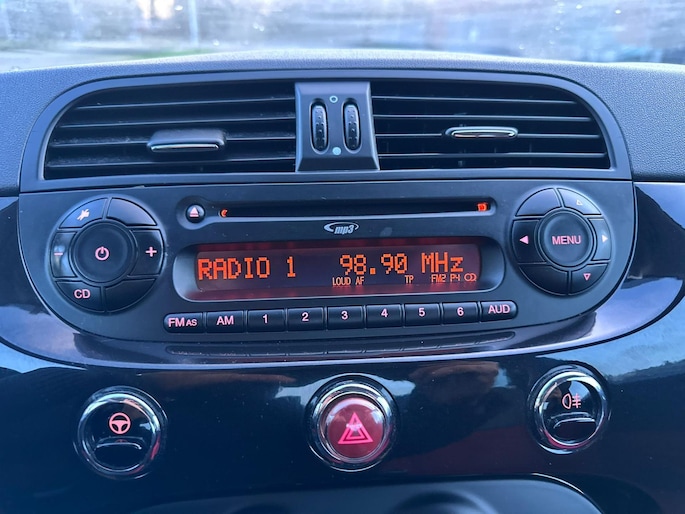 mp3
RADIO 1 98.90 MHz
LOUD AF TP FM2 P4 CD
MENU
CD
FM AS AM 1 2 3 4 5 6 AUD